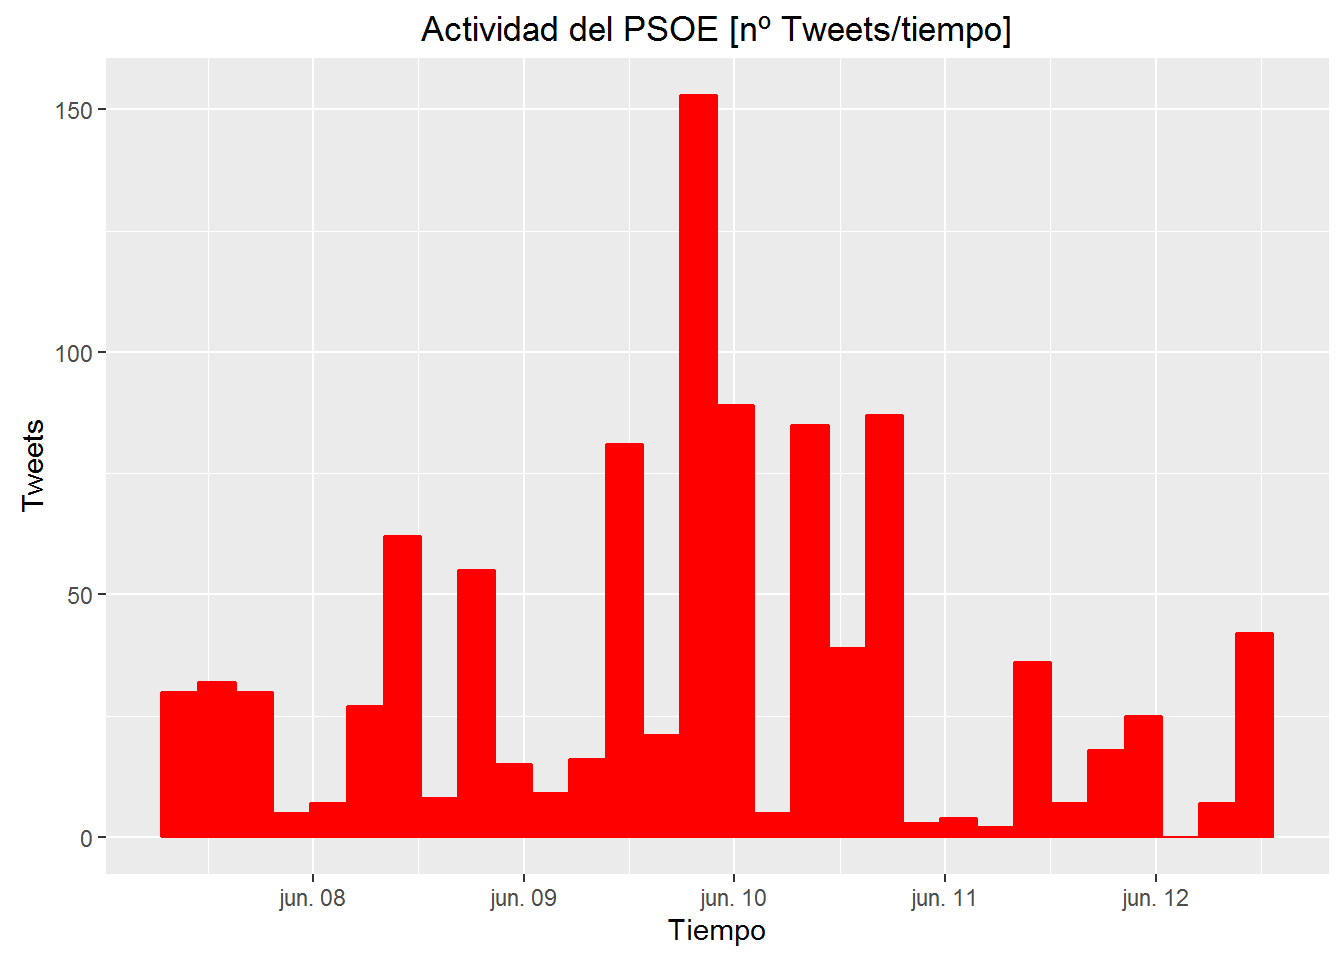 Actividad del PSOE [nº Tweets/tiempo]
150
100
50
0
Tweets
jun. 08 jun. 09 jun. 10 jun. 11 jun. 12
Tiempo